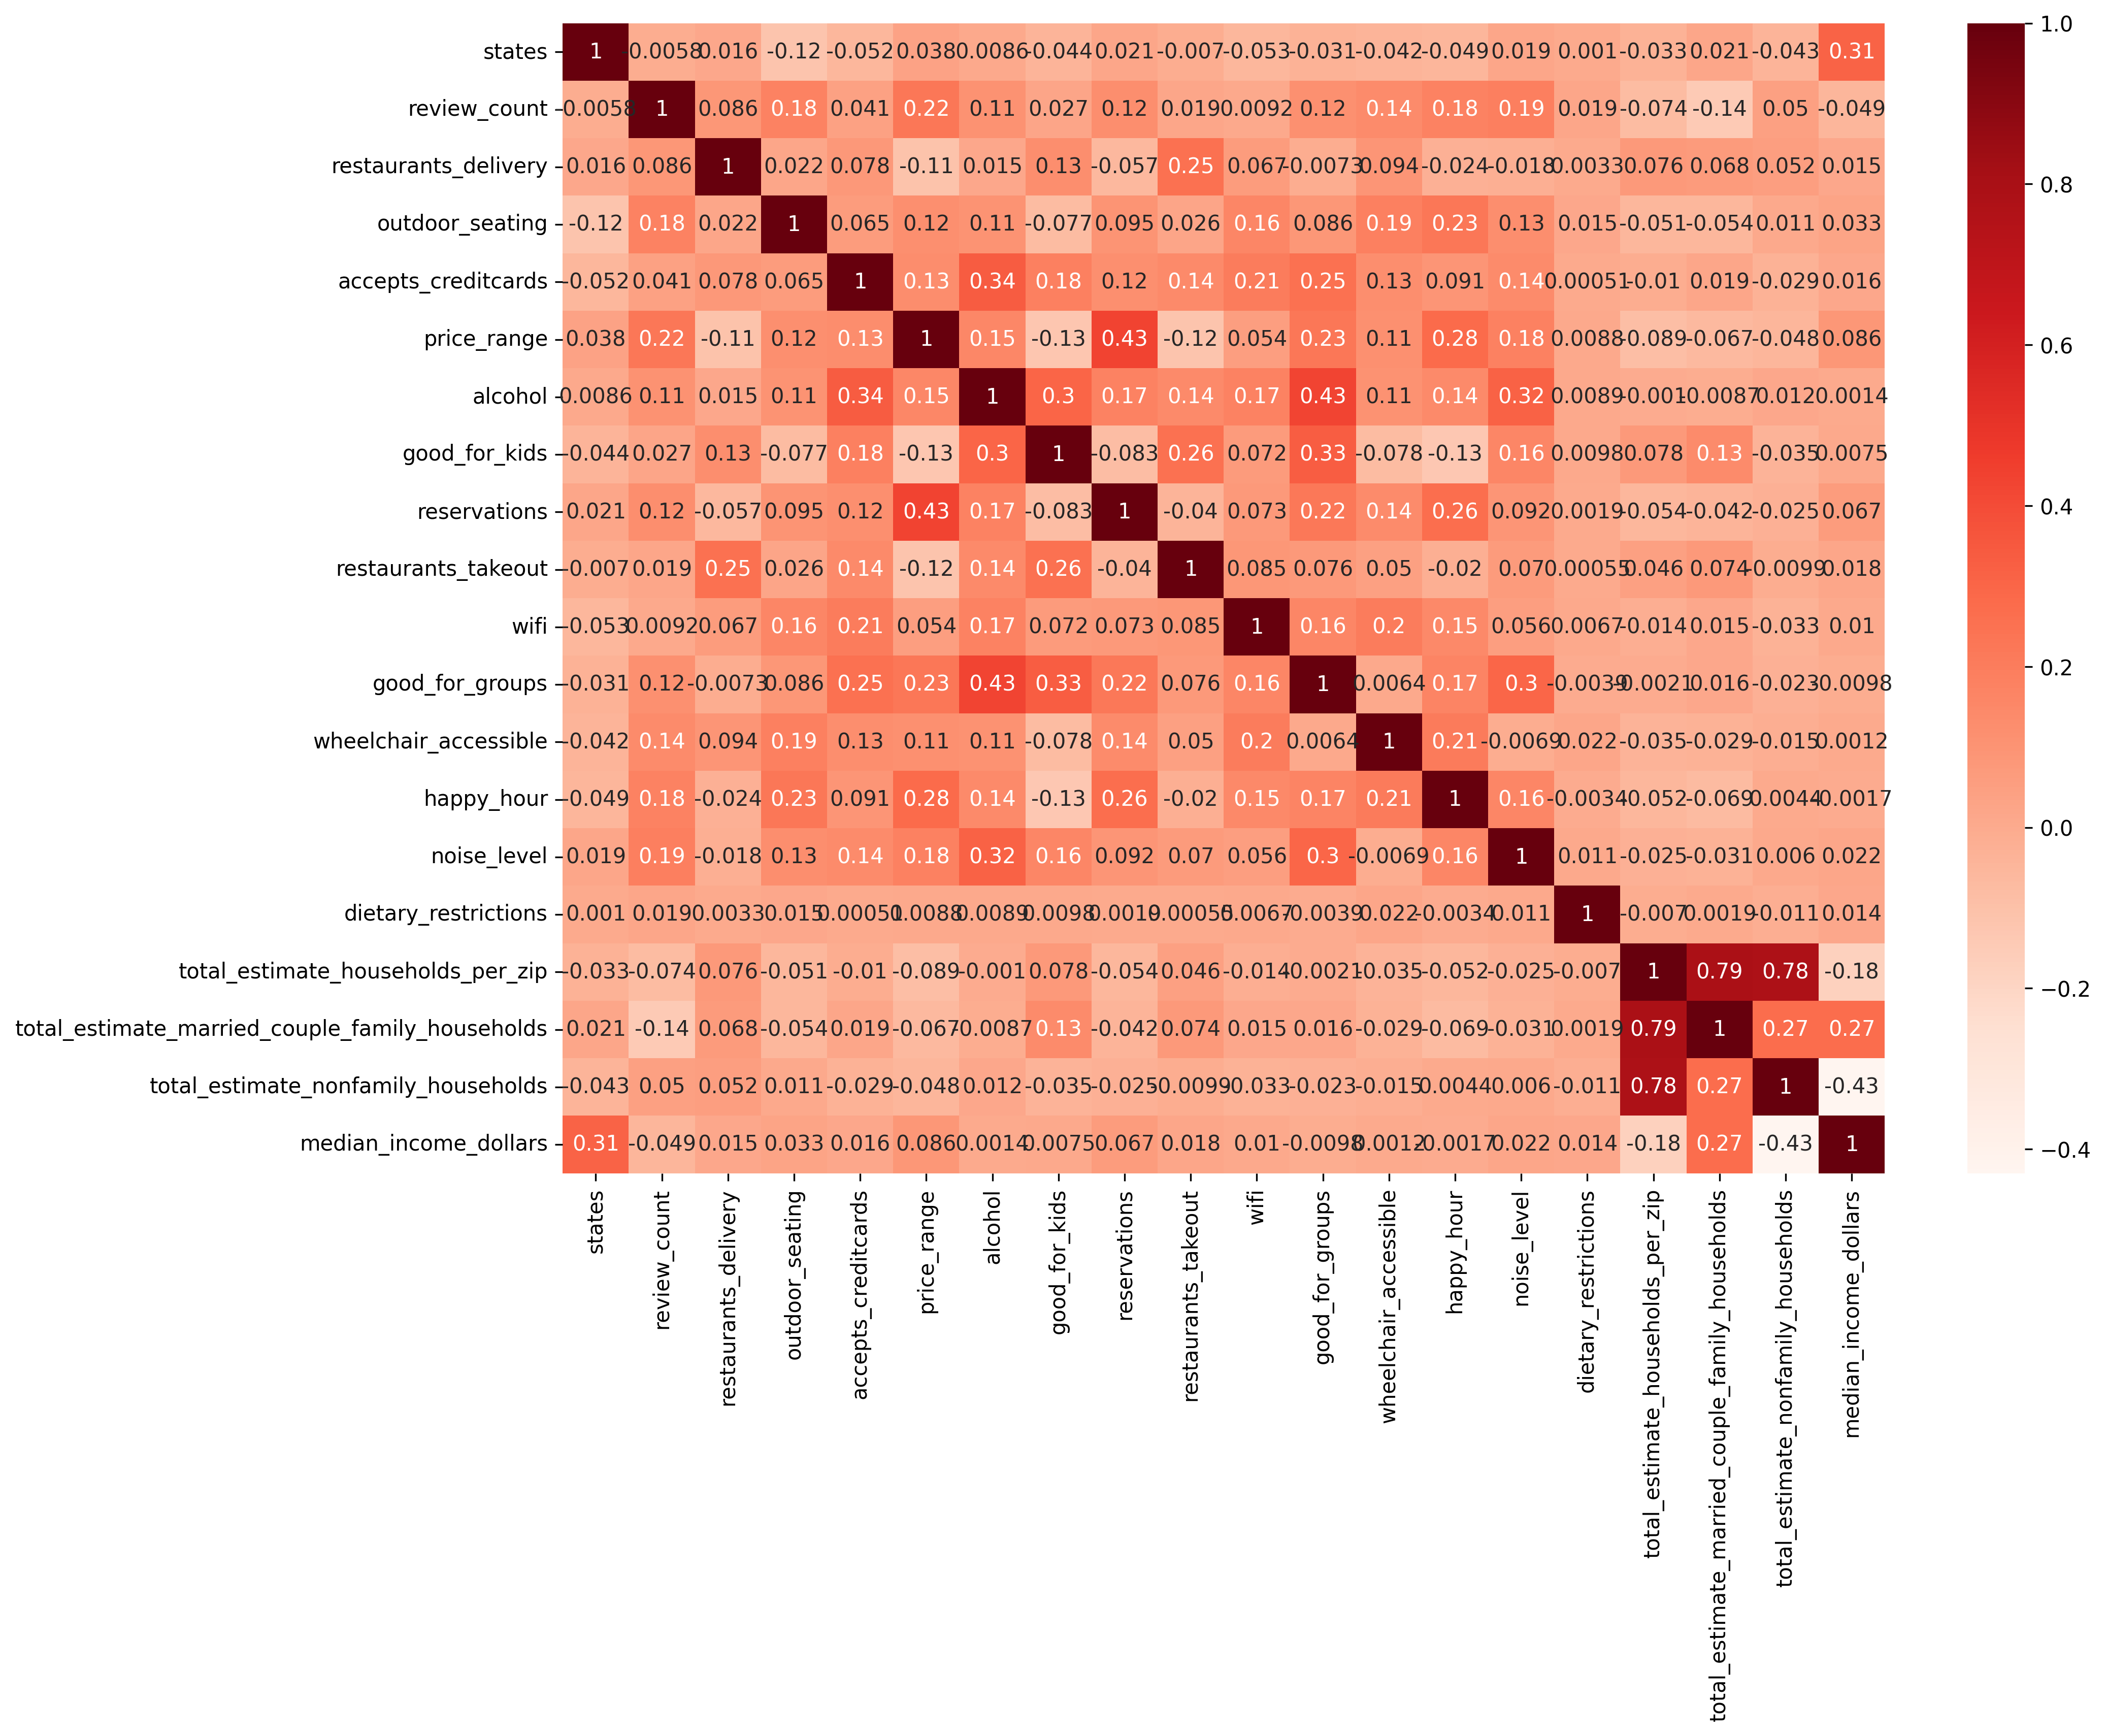 states 1 -0.0058 0.016 -0.12 -0.052 0.038 0.0086 -0.044 0.021 -0.007 -0.053 -0.031 -0.042 -0.049 0.019 0.001 -0.033 0.021 -0.043 0.31
review_count -0.0058 1 0.086 0.18 0.041 0.22 0.11 0.027 0.12 0.019 0.0092 0.12 0.14 0.18 0.19 0.019 -0.074 -0.14 0.05 -0.049
restaurants_delivery 0.016 0.086 1 0.022 0.078 -0.11 0.015 0.13 -0.057 0.25 0.067 -0.0073 0.094 -0.024 -0.018 0.0033 0.076 0.068 0.052 0.015
outdoor_seating -0.12 0.18 0.022 1 0.065 0.12 0.11 -0.077 0.095 0.026 0.16 0.086 0.19 0.23 0.13 0.015 -0.051 -0.054 0.011 0.033
accepts_creditcards -0.052 0.041 0.078 0.065 1 0.13 0.34 0.18 0.12 0.14 0.21 0.25 0.13 0.091 0.14 0.00051 -0.01 0.019 -0.029 0.016
price_range 0.038 0.22 -0.11 0.12 0.13 1 0.15 -0.13 0.43 -0.12 0.054 0.23 0.11 0.28 0.18 0.0088 -0.089 -0.067 -0.048 0.086
alcohol 0.0086 0.11 0.015 0.11 0.34 0.15 1 0.3 0.17 0.14 0.17 0.43 0.11 0.14 0.32 0.0089 -0.001 -0.0087 0.012 0.0014
good_for_kids -0.044 0.027 0.13 -0.077 0.18 -0.13 0.3 1 -0.083 0.26 0.072 0.33 -0.078 -0.13 0.16 0.0098 0.078 0.13 -0.035 0.0075
reservations 0.021 0.12 -0.057 0.095 0.12 0.43 0.17 -0.083 1 -0.04 0.073 0.22 0.14 0.26 0.092 0.0019 -0.054 -0.042 -0.025 0.067
restaurants_takeout -0.007 0.019 0.25 0.026 0.14 -0.12 0.14 0.26 -0.04 1 0.085 0.076 0.05 -0.02 0.07 0.00055 0.046 0.074 -0.0099 0.018
wifi -0.053 0.0092 0.067 0.16 0.21 0.054 0.17 0.072 0.073 0.085 1 0.16 0.2 0.15 0.056 0.0067 -0.014 0.015 -0.033 0.01
good_for_groups -0.031 0.12 -0.0073 0.086 0.25 0.23 0.43 0.33 0.22 0.076 0.16 1 0.0064 0.17 0.3 -0.0039 -0.0021 0.016 -0.023 -0.0098
wheelchair_accessible -0.042 0.14 0.094 0.19 0.13 0.11 0.11 -0.078 0.14 0.05 0.2 0.0064 1 0.21 -0.0069 0.022 -0.035 -0.029 -0.015 0.0012
happy_hour -0.049 0.18 -0.024 0.23 0.091 0.28 0.14 -0.13 0.26 -0.02 0.15 0.17 0.21 1 0.16 -0.0034 -0.052 -0.069 0.0044 -0.0017
noise_level 0.019 0.19 -0.018 0.13 0.14 0.18 0.32 0.16 0.092 0.07 0.056 0.3 -0.0069 0.16 1 0.011 -0.025 -0.031 0.006 0.022
dietary_restrictions 0.001 0.019 0.0033 0.015 0.00051 0.0088 0.0089 0.0098 0.0019 0.00055 0.0067 -0.0039 0.022 -0.0034 0.011 1 -0.007 0.0019 -0.011 0.014
total_estimate_households_per_zip -0.033 -0.074 0.076 -0.051 -0.01 -0.089 -0.001 0.078 -0.054 0.046 -0.014 -0.0021 -0.035 -0.052 -0.025 -0.007 1 0.79 0.78 -0.18
total_estimate_married_couple_family_households 0.021 -0.14 0.068 -0.054 0.019 -0.067 -0.0087 0.13 -0.042 0.074 0.015 0.016 -0.029 -0.069 -0.031 0.0019 0.79 1 0.27 0.27
total_estimate_nonfamily_households -0.043 0.05 0.052 0.011 -0.029 -0.048 0.012 -0.035 -0.025 -0.0099 -0.033 -0.023 -0.015 0.0044 0.006 -0.011 0.78 0.27 1 -0.43
median_income_dollars 0.31 -0.049 0.015 0.033 0.016 0.086 0.0014 0.0075 0.067 0.018 0.01 -0.0098 0.0012 -0.0017 0.022 0.014 -0.18 0.27 -0.43 1
states
review_count
restaurants_delivery
outdoor_seating
accepts_creditcards
price_range
alcohol
good_for_kids
reservations
restaurants_takeout
wifi
good_for_groups
wheelchair_accessible
happy_hour
noise_level
dietary_restrictions
total_estimate_households_per_zip
total_estimate_married_couple_family_households
total_estimate_nonfamily_households
median_income_dollars
1.0
0.8
0.6
0.4
0.2
0.0
−0.2
−0.4